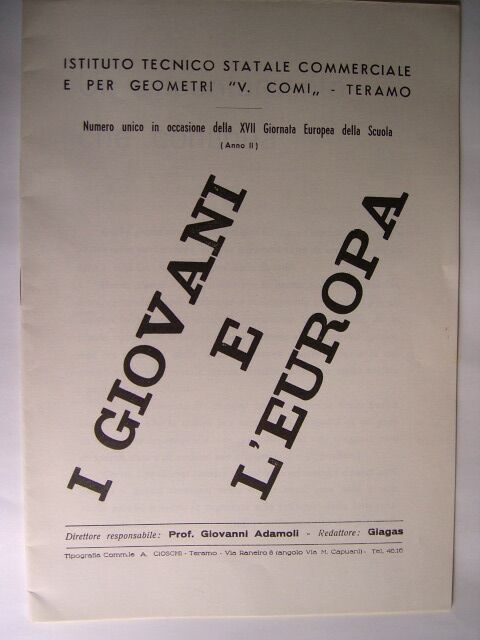 ISTITUTO TECNICO STATALE COMMERCIALE
E PER GEOMETRI "V. COMI„ - TERAMO
Numero unico in occasione della XVII Giornata Europea della Scuola
(Anno II)
I GIOVANI
E
L'EUROPA
Direttore responsabile: Prof. Giovanni Adamoli - Redattore: Giagas
Tipografia Comm.le A. CIOSCHI - Teramo - Via Raneiro 6 (angolo Via M. Capuani) - Tel. 46.16